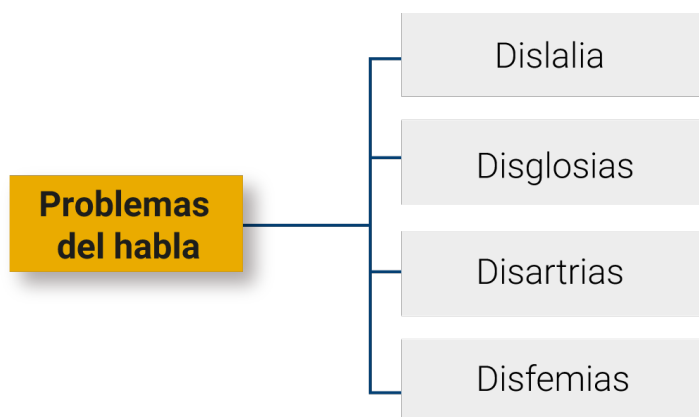 Problemas
del habla
Dislalia
Disglosias
Disartrias
Disfemias